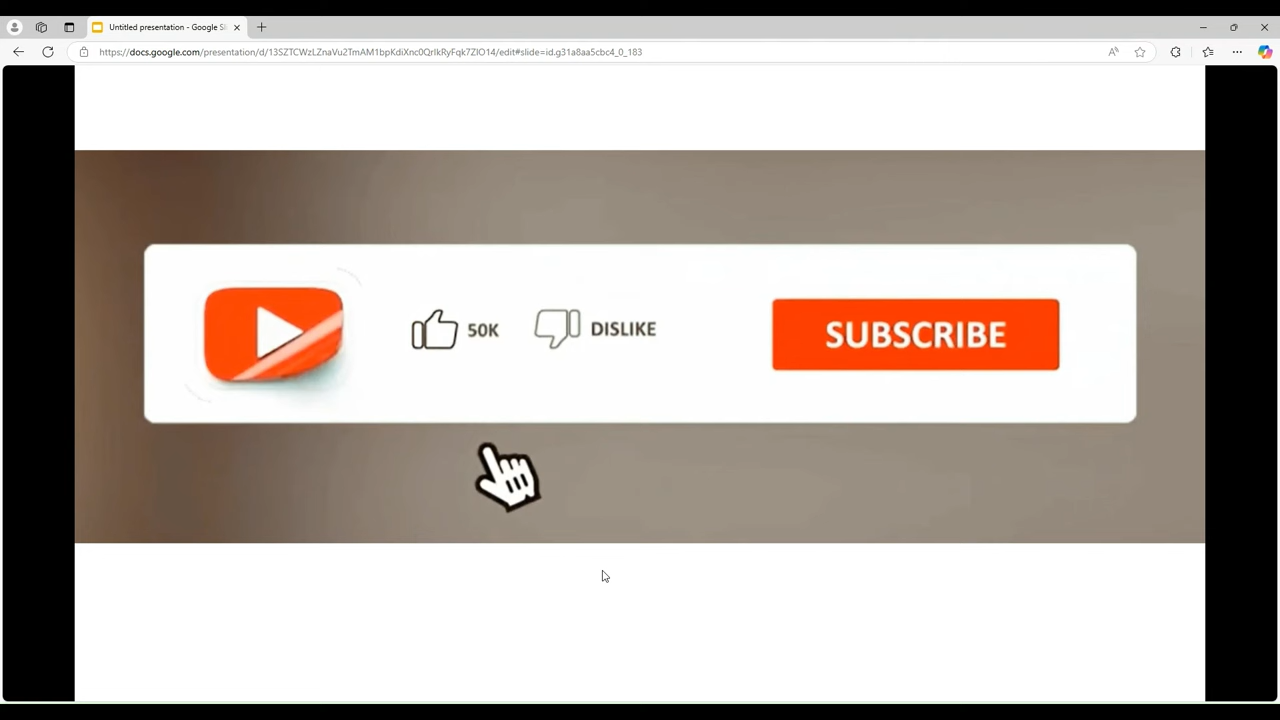 Untitled presentation - Google Sl
https://docs.google.com/presentation/d/13SZTCWzLZnaVu2TmAM1bpKdiXnc0QrIkRyFqk7ZIO14/edit#slide=id.g31a8aa5cbc4_0_183
50K
DISLIKE
SUBSCRIBE